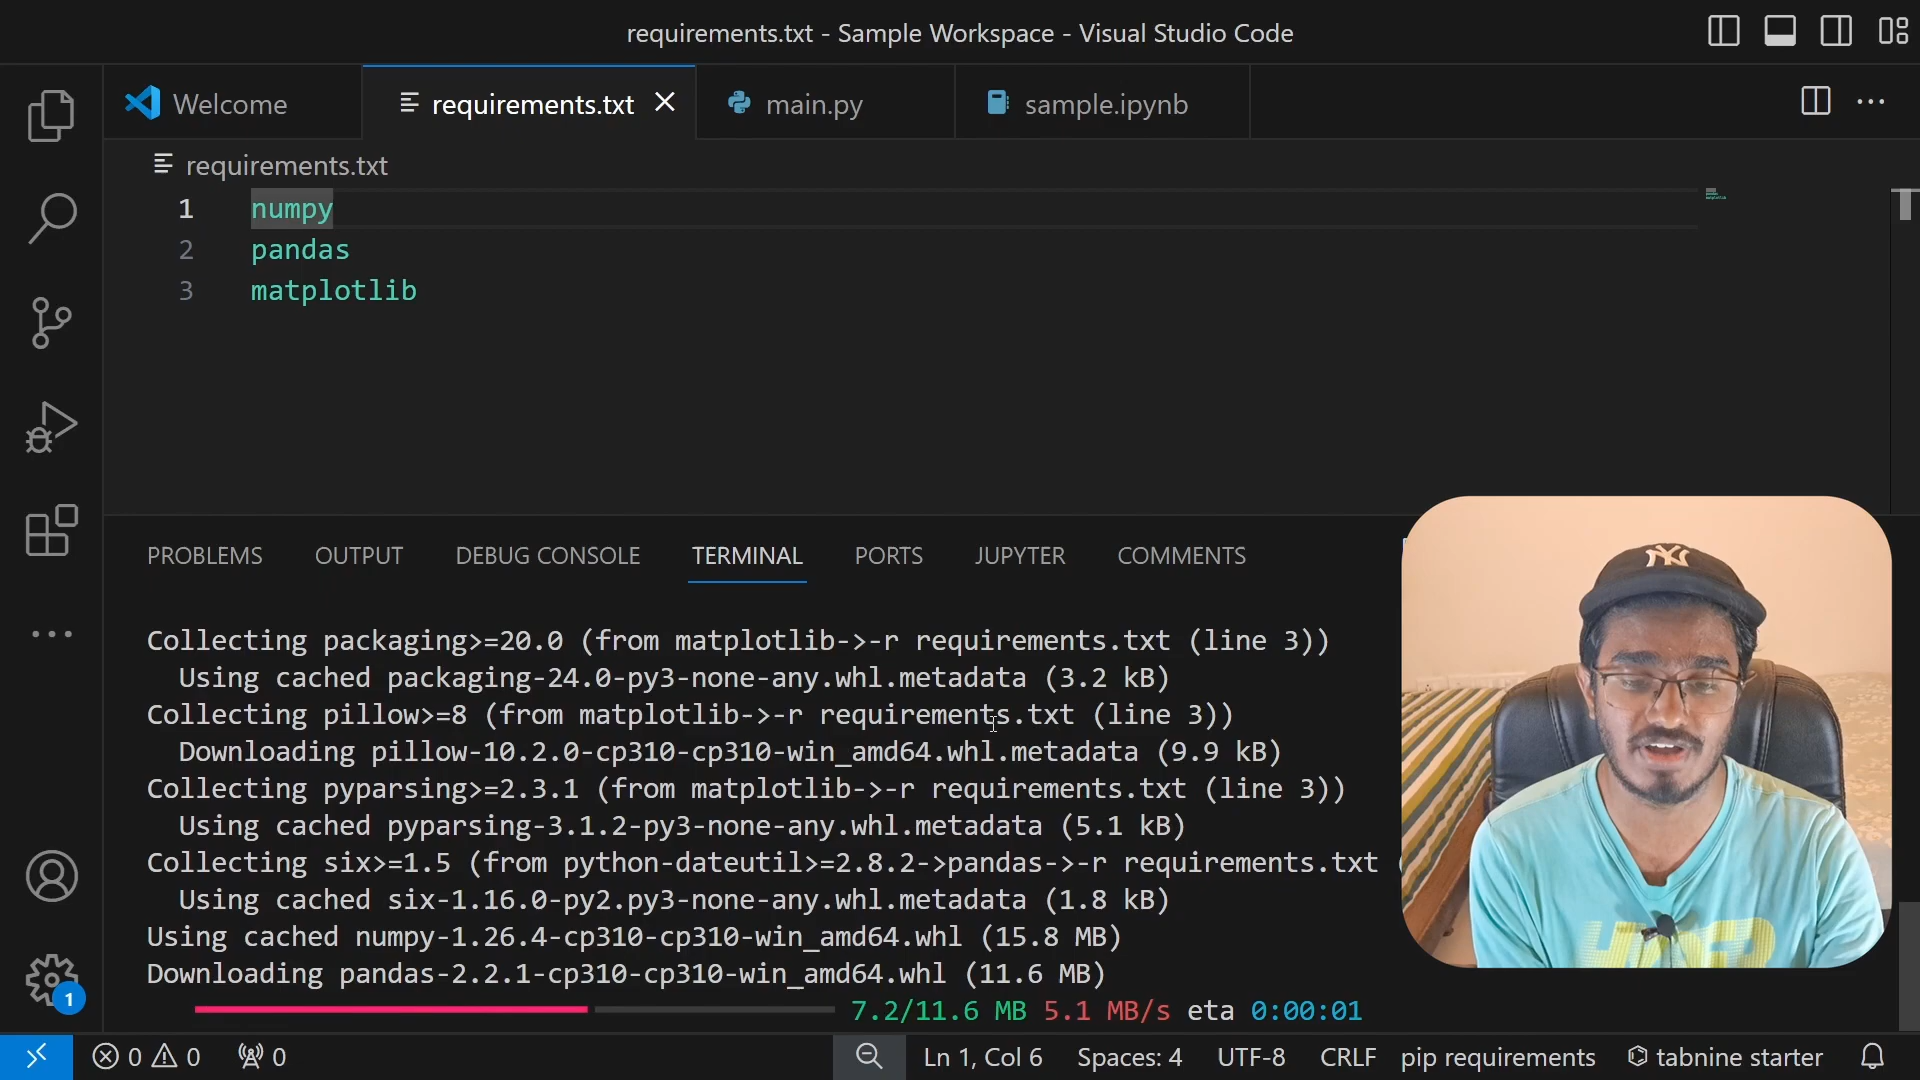 requirements.txt - Sample Workspace - Visual Studio Code
Welcome
requirements.txt
main.py
sample.ipynb
requirements.txt
1 numpy
2 pandas
3 matplotlib
PROBLEMS OUTPUT DEBUG CONSOLE TERMINAL PORTS JUPYTER COMMENTS
Collecting packaging>=20.0 (from matplotlib->-r requirements.txt (line 3))
Using cached packaging-24.0-py3-none-any.whl.metadata (3.2 kB)
Collecting pillow>=8 (from matplotlib->-r requirements.txt (line 3))
Downloading pillow-10.2.0-cp310-cp310-win_amd64.whl.metadata (9.9 kB)
Collecting pyparsing>=2.3.1 (from matplotlib->-r requirements.txt (line 3))
Using cached pyparsing-3.1.2-py3-none-any.whl.metadata (5.1 kB)
Collecting six>=1.5 (from python-dateutil>=2.8.2->pandas->-r requirements.txt (
Using cached six-1.16.0-py2.py3-none-any.whl.metadata (1.8 kB)
Using cached numpy-1.26.4-cp310-cp310-win_amd64.whl (15.8 MB)
Downloading pandas-2.2.1-cp310-cp310-win_amd64.whl (11.6 MB)
7.2/11.6 MB 5.1 MB/s eta 0:00:01
NY
1
0 0 0 Ln 1, Col 6 Spaces: 4 UTF-8 CRLF pip requirements tabnine starter